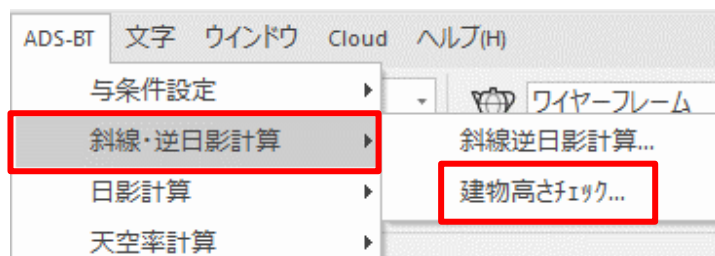 ADS-BT 文字 ウインドウ Cloud ヘルプ(H)
与条件設定
ワイヤーフレーム
斜線・逆日影計算
斜線逆日影計算...
日影計算
建物高さﾁｪｯｸ...
天空率計算